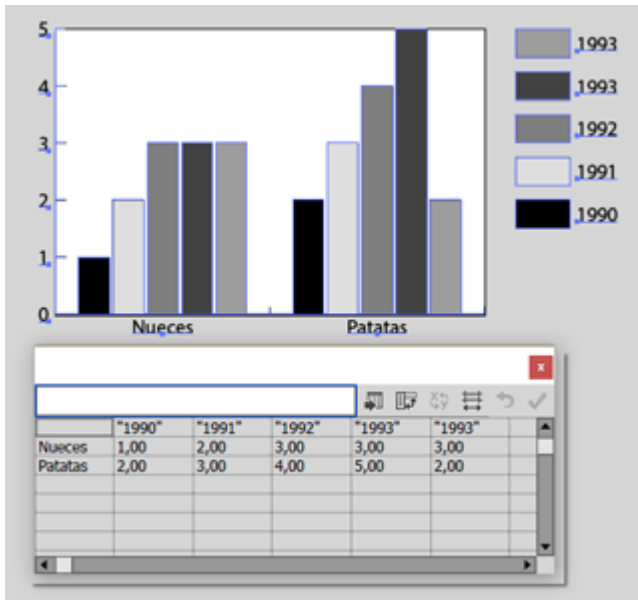 5
4
3
2
1
0
Nueces Patatas
1993
1993
1992
1991
1990
x
"1990" "1991" "1992" "1993" "1993"
Nueces 1,00 2,00 3,00 3,00 3,00
Patatas 2,00 3,00 4,00 5,00 2,00